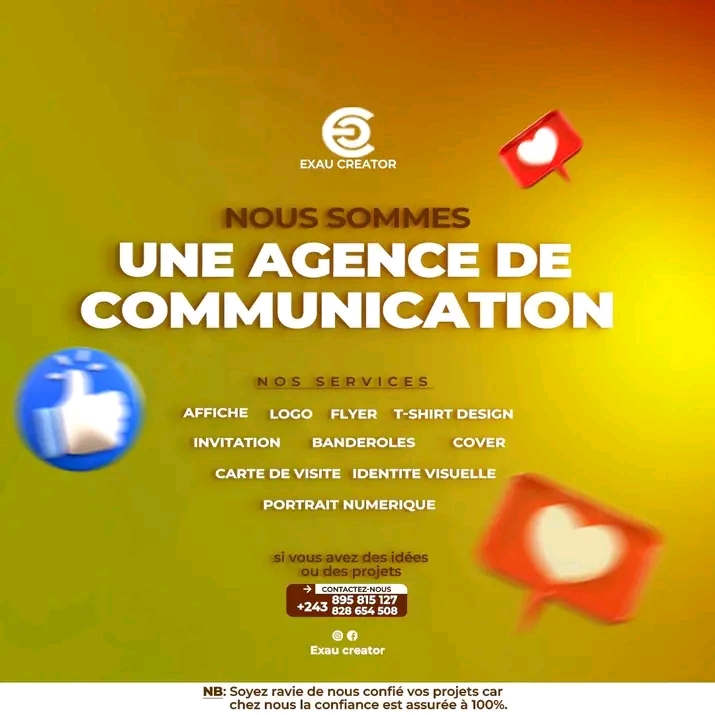 EXAU CREATOR
NOUS SOMMES
UNE AGENCE DE
COMMUNICATION
NOS SERVICES
AFFICHE LOGO FLYER T-SHIRT DESIGN
INVITATION BANDEROLES COVER
CARTE DE VISITE IDENTITE VISUELLE
PORTRAIT NUMERIQUE
si vous avez des idées
ou des projets
CONTACTEZ-NOUS
+243 895 815 127
828 654 508
Exau creator
NB: Soyez ravie de nous confié vos projets car
chez nous la confiance est assurée à 100%.